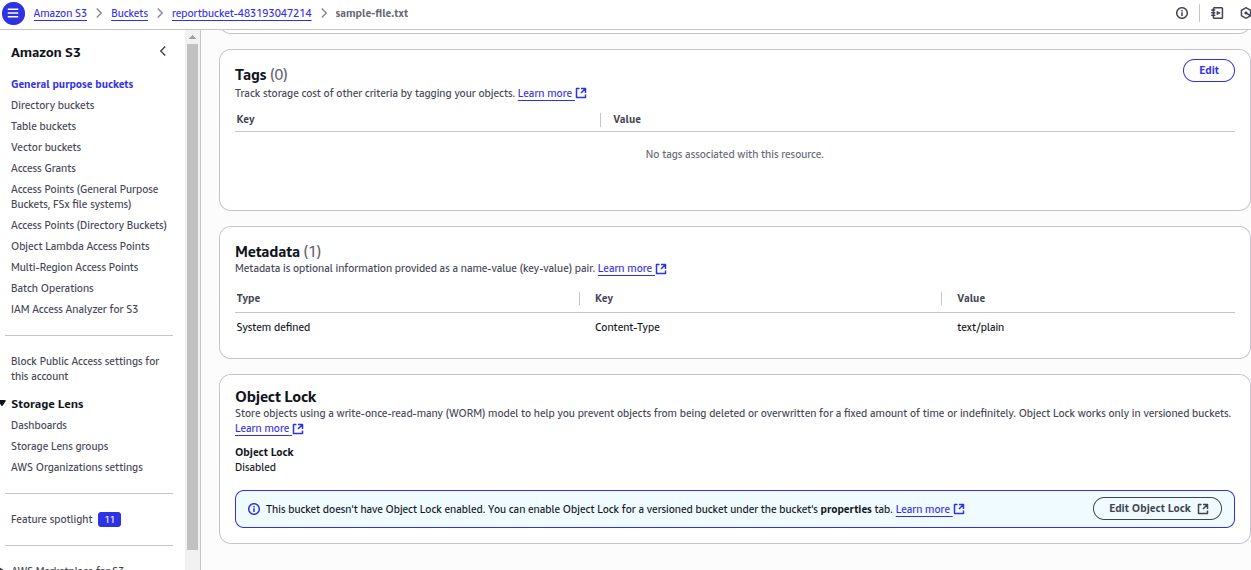 Amazon S3 > Buckets > reportbucket-483193047214 > sample-file.txt
Amazon S3
General purpose buckets
Directory buckets
Table buckets
Vector buckets
Access Grants
Access Points (General Purpose
Buckets, FSx file systems)
Access Points (Directory Buckets)
Object Lambda Access Points
Multi-Region Access Points
Batch Operations
IAM Access Analyzer for S3
Block Public Access settings for
this account
Storage Lens
Dashboards
Storage Lens groups
AWS Organizations settings
Feature spotlight 11
AWS Marketplace for S3
Tags (0)
Edit
Track storage cost of other criteria by tagging your objects. Learn more
Key Value
No tags associated with this resource.
Metadata (1)
Metadata is optional information provided as a name-value (key-value) pair. Learn more
Type Key Value
System defined Content-Type text/plain
Object Lock
Store objects using a write-once-read-many (WORM) model to help you prevent objects from being deleted or overwritten for a fixed amount of time or indefinitely. Object Lock works only in versioned buckets.
Learn more
Object Lock
Disabled
This bucket doesn't have Object Lock enabled. You can enable Object Lock for a versioned bucket under the bucket's properties tab. Learn more
Edit Object Lock